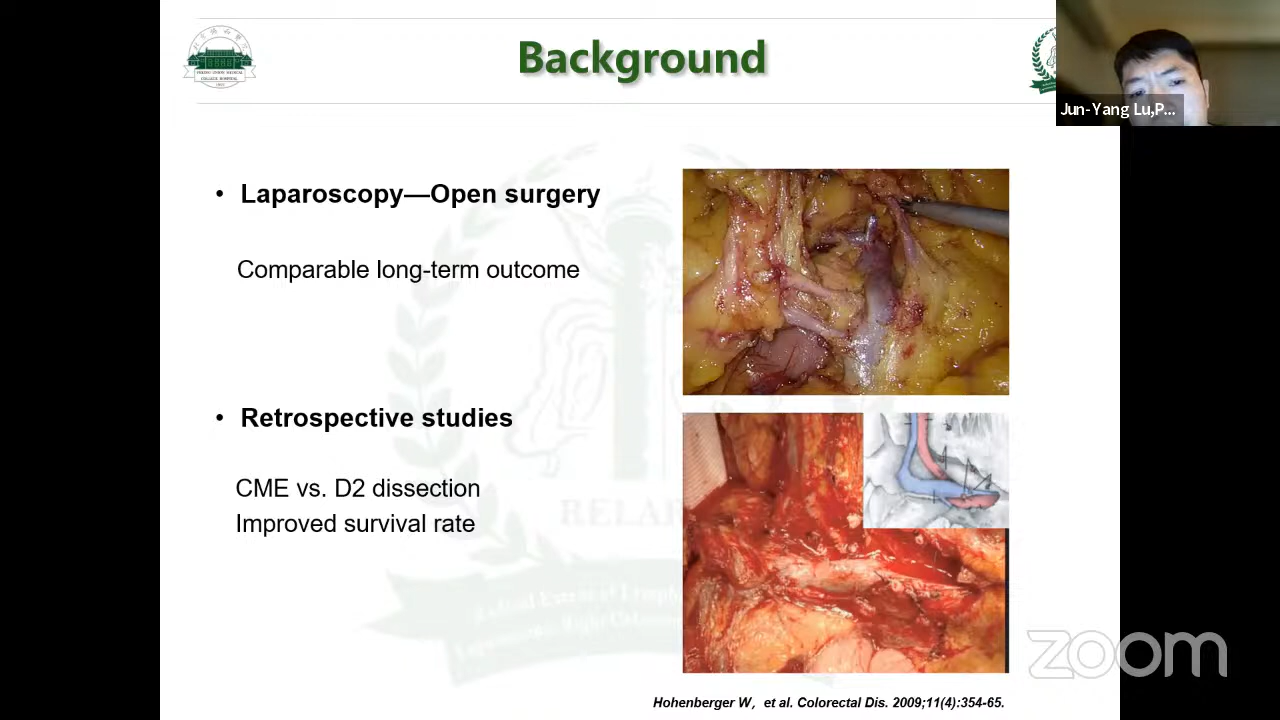 Background
Jun-Yang Lu,P...
• Laparoscopy—Open surgery
Comparable long-term outcome
• Retrospective studies
CME vs. D2 dissection
Improved survival rate
RELAR
zoom
Hohenberger W, et al. Colorectal Dis. 2009;11(4):354-65.